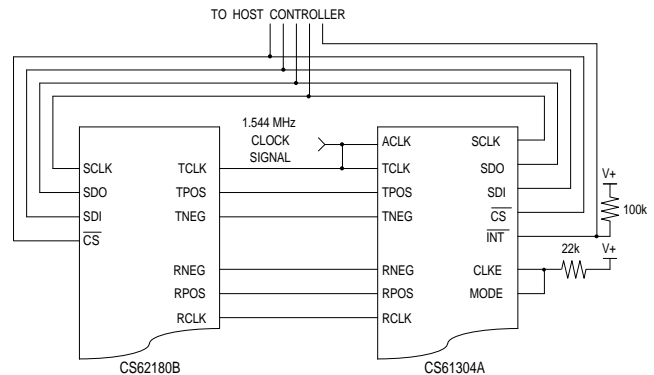 TO HOST CONTROLLER
1.544 MHz
CLOCK
SIGNAL
SCLK
SDO
SDI
CS
TCLK
TPOS
TNEG
RNEG
RPOS
RCLK
CS62180B
ACLK
TCLK
TPOS
TNEG
RNEG
RPOS
RCLK
SCLK
SDO
SDI
CS
INT
CLKE
MODE
CS61304A
V+
100k
22k
V+